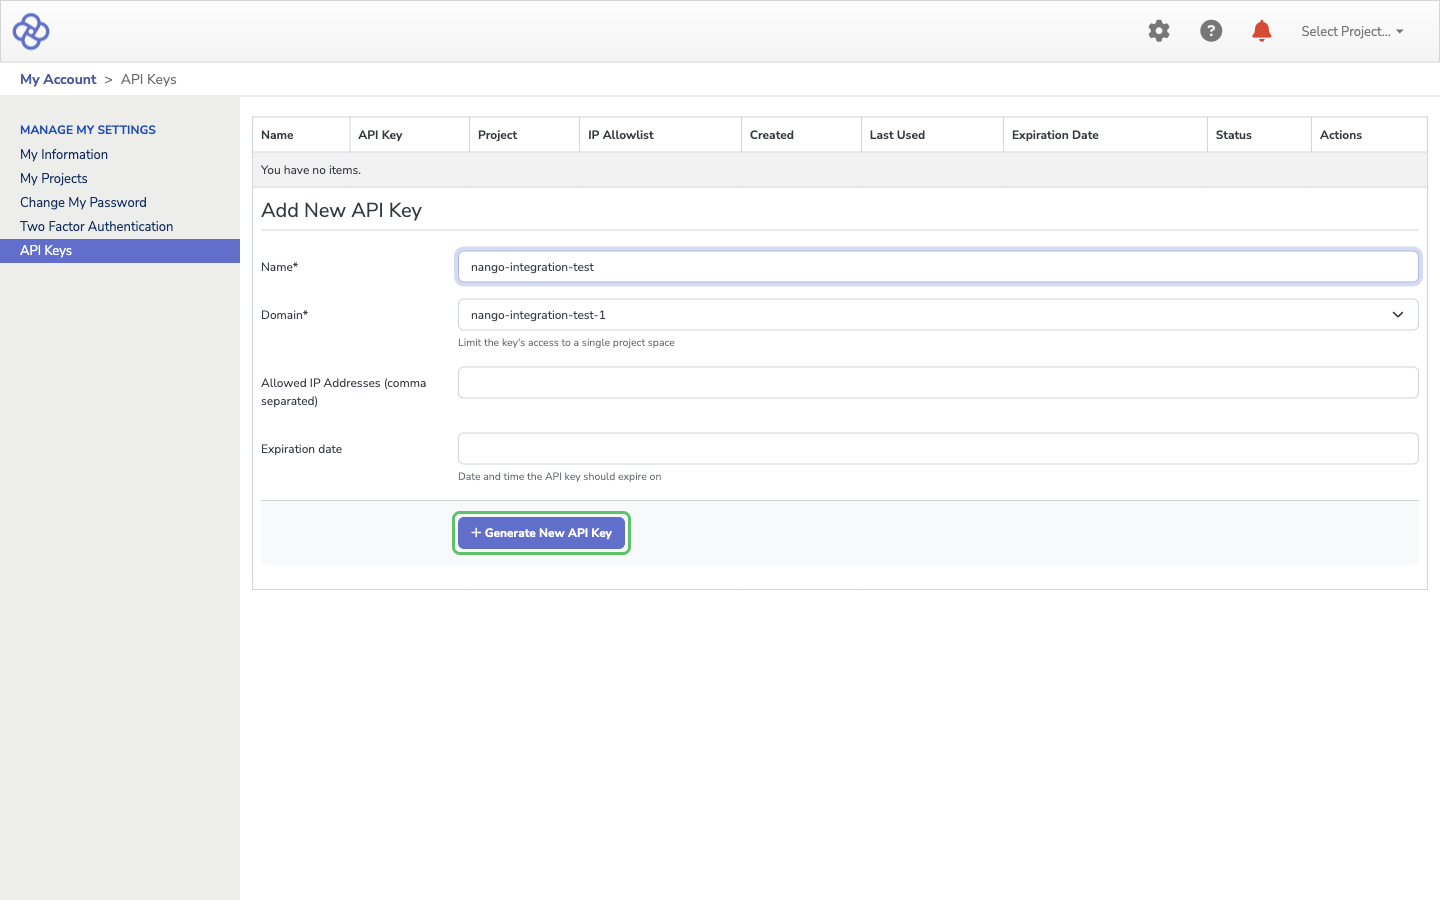 Select Project...
My Account > API Keys
MANAGE MY SETTINGS
My Information
My Projects
Change My Password
Two Factor Authentication
API Keys
Name API Key Project IP Allowlist Created Last Used Expiration Date Status Actions
You have no items.
Add New API Key
Name* nango-integration-test
Domain* nango-integration-test-1
Limit the key's access to a single project space
Allowed IP Addresses (comma
separated)
Expiration date
Date and time the API key should expire on
+ Generate New API Key